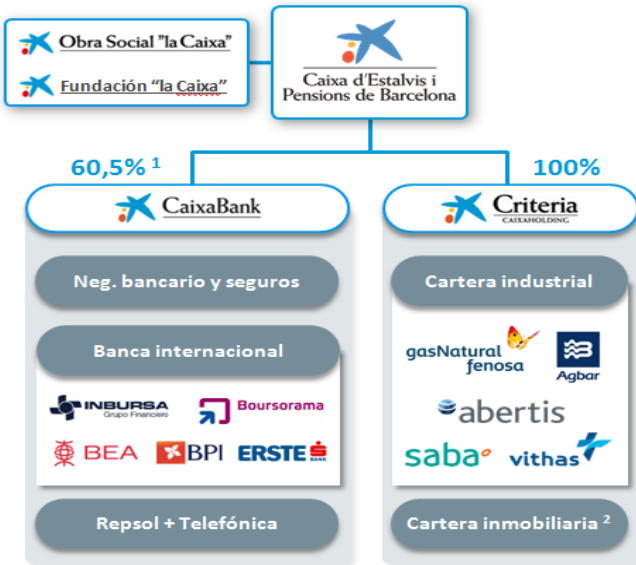 Obra Social "la Caixa"
Fundación "la Caixa"
Caixa d'Estalvis i
Pensions de Barcelona
60,5% ¹
100%
CaixaBank
Criteria
CAIXAHOLDING
Neg. bancario y seguros
Cartera industrial
Banca internacional
gasNatural
fenosa
Agbar
INBURSA
Grupo Financiero
Boursorama
abertis
BEA
BPI
ERSTE
BANK
saba
vithas
Repsol + Telefónica
Cartera inmobiliaria ²